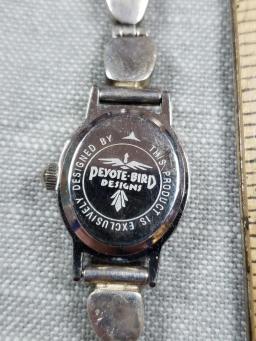 THIS PRODUCT IS EXCLUSIVELY DESIGNED BY
PEYOTE·BIRD
DESIGNS